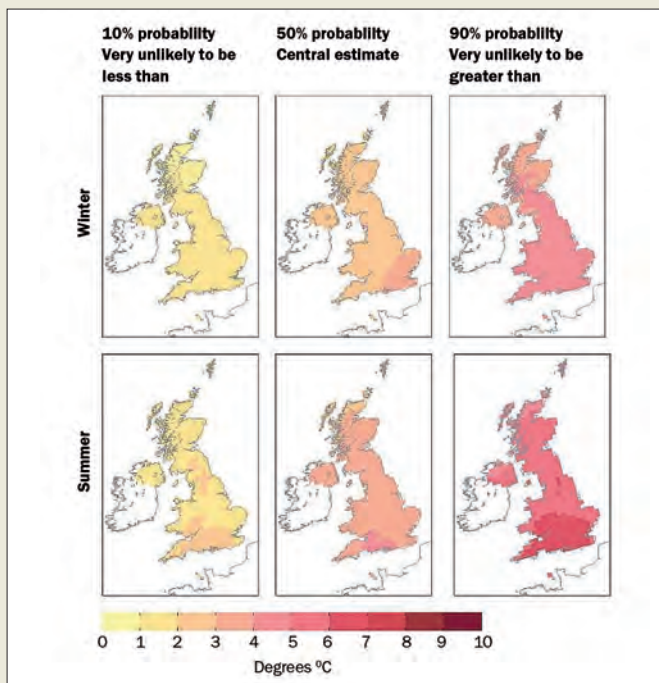 10% probability
Very unlikely to be
less than
50% probability
Central estimate
90% probability
Very unlikely to be
greater than
Winter
Summer
0 1 2 3 4 5 6 7 8 9 10
Degrees ºC